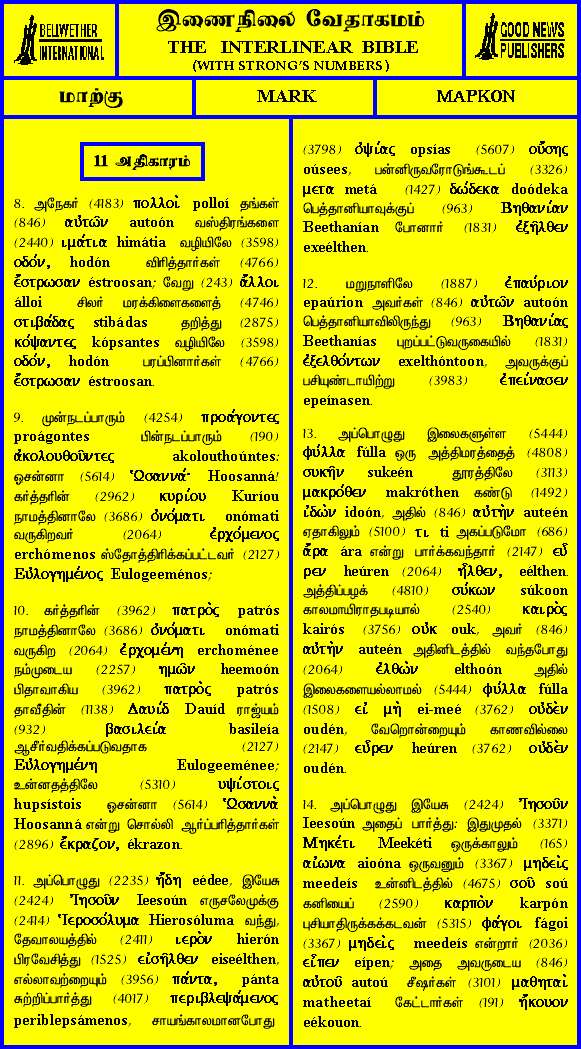 BELLWETHER
INTERNATIONAL
இணைநிலை வேதாகமம்
THE INTERLINEAR BIBLE
(WITH STRONG'S NUMBERS)
GOOD NEWS
PUBLISHERS
மாற்கு
MARK
ΜΑΡΚΟΝ
11 அதிகாரம்
8. அநேகர் (4183) πολλοὶ polloí தங்கள்
(846) αὐτῶν autoón வஸ்திரங்களை
(2440) ιμάτια himátia வழியிலே (3598)
οδόν, hodón விரித்தார்கள் (4766)
ἔστρωσαν éstroosan; வேறு (243) ἄλλοι
álloi சிலர் மரக்கிளைகளைத் (4746)
στιβάδας stibádas தறித்து (2875)
κόψαντες kópsantes வழியிலே (3598)
οδόν, hodón பரப்பினார்கள் (4766)
ἔστρωσαν éstroosan.
9. முன்நடப்பாரும் (4254) προάγοντες
proágontes பின்நடப்பாரும் (190)
ἀκολουθοῦντες akolouthoúntes:
ஓசன்னா (5614) Ὡσαννά· Hoosanná!
கர்த்தரின் (2962) κυρίου Kuríou
நாமத்தினாலே (3686) ὀνόματι onómati
வருகிறவர் (2064) ἐρχόμενος
erchómenos ஸ்தோத்திரிக்கப்பட்டவர் (2127)
Εὐλογημένος Eulogeeménos;
10. கர்த்தரின் (3962) πατρὸς patrós
நாமத்தினாலே (3686) ὀνόματι onómati
வருகிற (2064) ἐρχομένη erchoménee
நம்முடைய (2257) ημῶν heemoón
பிதாவாகிய (3962) πατρὸς patrós
தாவீதின் (1138) Δαυίδ Dauíd ராஜ்யம்
(932) βασιλεία basileía
ஆசீர்வதிக்கப்படுவதாக (2127)
Εὐλογημένη Eulogeeménee;
உன்னதத்திலே (5310) υψίστοις
hupsístois ஓசன்னா (5614) Ὡσαννὰ
Hoosanná என்று சொல்லி ஆர்ப்பரித்தார்கள்
(2896) ἔκραζον, ékrazon.
11. அப்பொழுது (2235) ἤδη eédee, இயேசு
(2424) Ἰησοῦν Ieesoún எருசலேமுக்கு
(2414) Ἱεροσόλυμα Hierosóluma வந்து,
தேவாலயத்தில் (2411) ιερὸν hierón
பிரவேசித்து (1525) εἰσῆλθεν eiseélthen,
எல்லாவற்றையும் (3956) πάντα, pánta
சுற்றிப்பார்த்து (4017) περιβλεψάμενος
periblepsámenos, சாயங்காலமானபோது
(3798) ὀψίας opsías (5607) οὔσης
oúsees, பன்னிருவரோடுங்கூடப் (3326)
μετα metá (1427) δώδεκα doódeka
பெத்தானியாவுக்குப் (963) Βηθανίαν
Beethanían போனார் (1831) ἐξῆλθεν
exeélthen.
12. மறுநாளிலே (1887) ἐπαύριον
epaúrion அவர்கள் (846) αὐτῶν autoón
பெத்தானியாவிலிருந்து (963) Βηθανίας
Beethanías புறப்பட்டுவருகையில் (1831)
ἐξελθόντων exelthóntoon, அவருக்குப்
பசியுண்டாயிற்று (3983) ἐπείνασεν
epeínasen.
13. அப்பொழுது இலைகளுள்ள (5444)
φύλλα fúlla ஒரு அத்திமரத்தைத் (4808)
συκῆν sukeén தூரத்திலே (3113)
μακρόθεν makróthen கண்டு (1492)
ἰδὼν idoón, அதில் (846) αὐτὴν auteén
ஏதாகிலும் (5100) τι ti அகப்படுமோ (686)
ἄρα ára என்று பார்க்கவந்தார் (2147) εὗ
ρεν heúren (2064) ἦλθεν, eélthen.
அத்திப்பழக் (4810) σύκων súkoon
காலமாயிராதபடியால் (2540) καιρὸς
kairós (3756) οὐκ ouk, அவர் (846)
αὐτὴν auteén அதினிடத்தில் வந்தபோது
(2064) ἐλθὼν elthoón அதில்
இலைகளையல்லாமல் (5444) φύλλα fúlla
(1508) εἰ μὴ ei-meé (3762) οὐδὲν
oudén, வேறொன்றையும் காணவில்லை
(2147) εὗρεν heúren (3762) οὐδὲν
oudén.
14. அப்பொழுது இயேசு (2424) Ἰησοῦν
Ieesoún அதைப் பார்த்து: இதுமுதல் (3371)
Μηκέτι Meekéti ஒருக்காலும் (165)
αἰωνα aioóna ஒருவனும் (3367) μηδεὶς
meedeís உன்னிடத்தில் (4675) σοῦ soú
கனியைப் (2590) καρπὸν karpón
புசியாதிருக்கக்கடவன் (5315) φάγοι fágoi
(3367) μηδεὶς meedeís என்றார் (2036)
εἶπεν eípen; அதை அவருடைய (846)
αὐτοῦ autoú சீஷர்கள் (3101) μαθηταὶ
matheetaí கேட்டார்கள் (191) ἤκουον
eékouon.